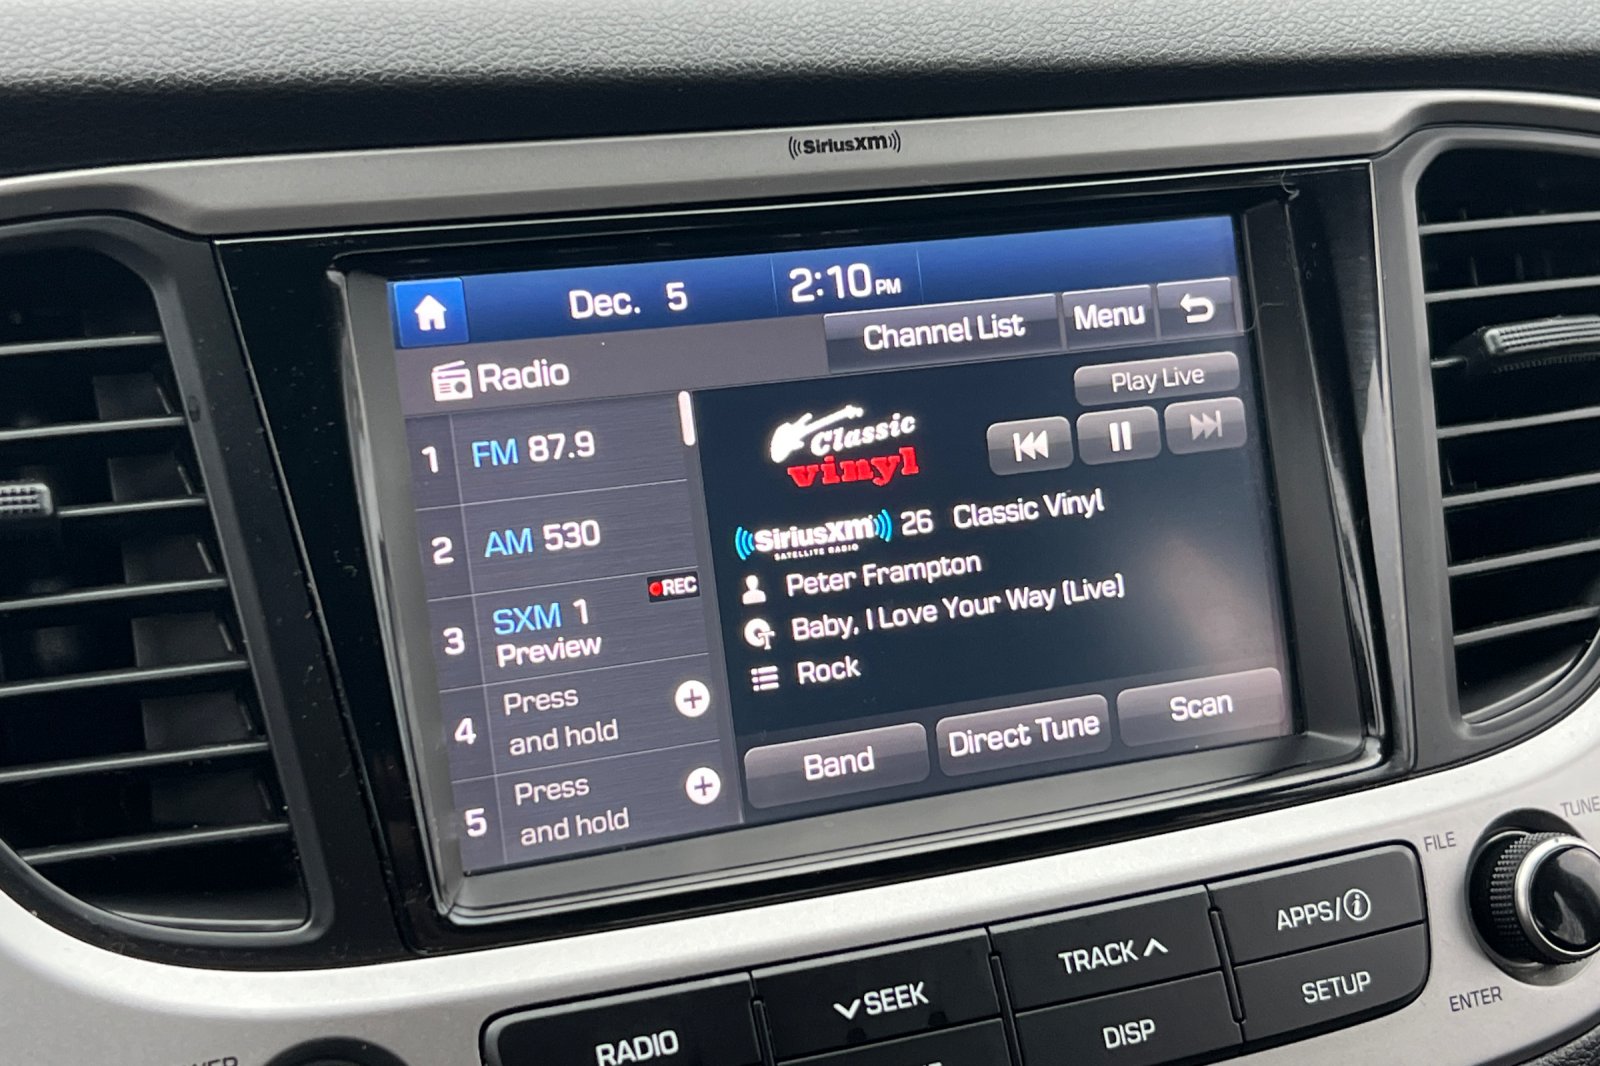 SiriusXM
Dec. 5
2:10 PM
Channel List
Menu
Radio
Play Live
1 FM 87.9
2 AM 530
REC
3 SXM 1
Preview
4 Press
and hold
5 Press
and hold
Classic
vinyl
SiriusXM 26 Classic Vinyl
SATELLITE RADIO
Peter Frampton
Baby, I Love Your Way (Live)
Rock
Band
Direct Tune
Scan
TUNE
FILE
ENTER
RADIO
SEEK
TRACK
APPS/i
DISP
SETUP